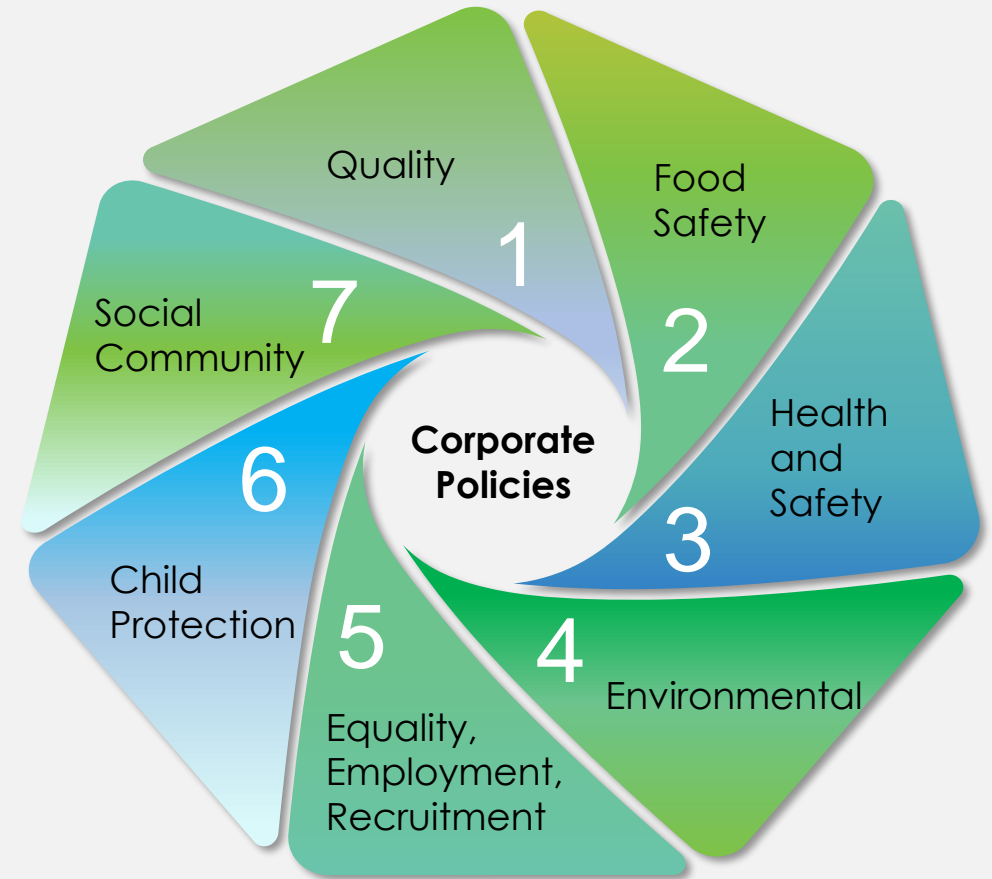 Corporate
Policies
1
Quality
2
Food
Safety
3
Health
and
Safety
4
Environmental
5
Equality,
Employment,
Recruitment
6
Child
Protection
7
Social
Community